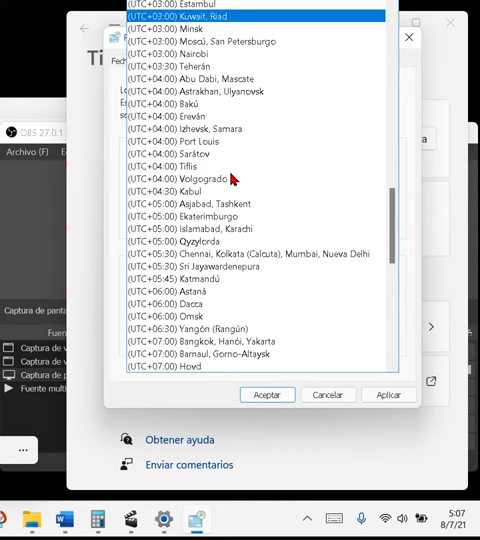 (UTC+03:00) Estambul
(UTC+03:00) Kuwait, Riad
(UTC+03:00) Minsk
(UTC+03:00) Moscú, San Petersburgo
(UTC+03:00) Nairobi
(UTC+03:30) Teherán
(UTC+04:00) Abu Dabi, Mascate
(UTC+04:00) Astrakhan, Ulyanovsk
(UTC+04:00) Bakú
(UTC+04:00) Ereván
(UTC+04:00) Izhevsk, Samara
(UTC+04:00) Port Louis
(UTC+04:00) Sarátov
(UTC+04:00) Tiflis
(UTC+04:00) Volgogrado
(UTC+04:30) Kabul
(UTC+05:00) Asjabad, Tashkent
(UTC+05:00) Ekaterimburgo
(UTC+05:00) Islamabad, Karachi
(UTC+05:00) Qyzylorda
(UTC+05:30) Chennai, Kolkata (Calcuta), Mumbai, Nueva Delhi
(UTC+05:30) Sri Jayawardenepura
(UTC+05:45) Katmandú
(UTC+06:00) Astaná
(UTC+06:00) Dacca
(UTC+06:00) Omsk
(UTC+06:30) Yangón (Rangún)
(UTC+07:00) Bangkok, Hanói, Yakarta
(UTC+07:00) Barnaul, Gorno-Altaysk
(UTC+07:00) Hovd
Ti
Fech
OBS 27.0.1
Archivo (F)
Captura de panta
Fuen
Captura de v
Captura de v
Captura de p
Fuente multi
Aceptar
Cancelar
Aplicar
Obtener ayuda
Enviar comentarios
5:07
8/7/21